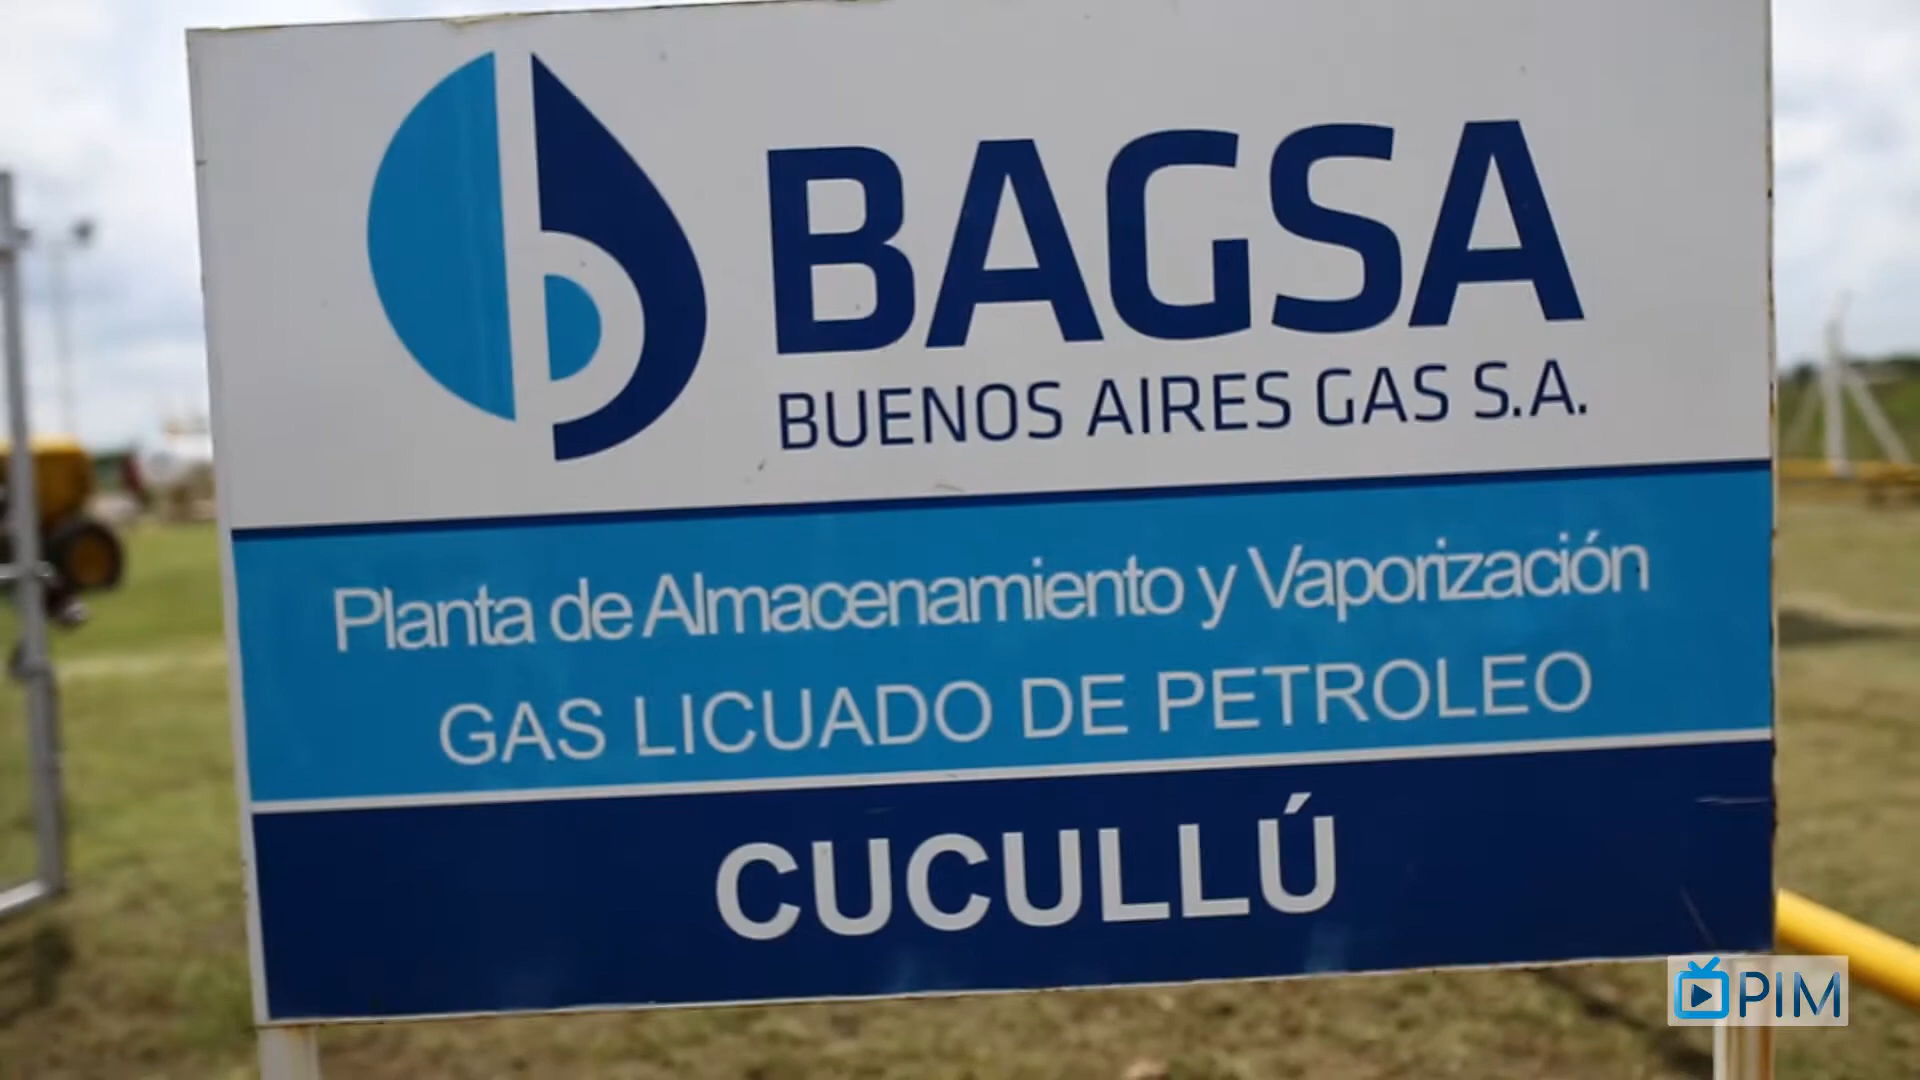 BAGSA
BUENOS AIRES GAS S.A.
Planta de Almacenamiento y Vaporización
GAS LICUADO DE PETROLEO
CUCULLÚ
PIM